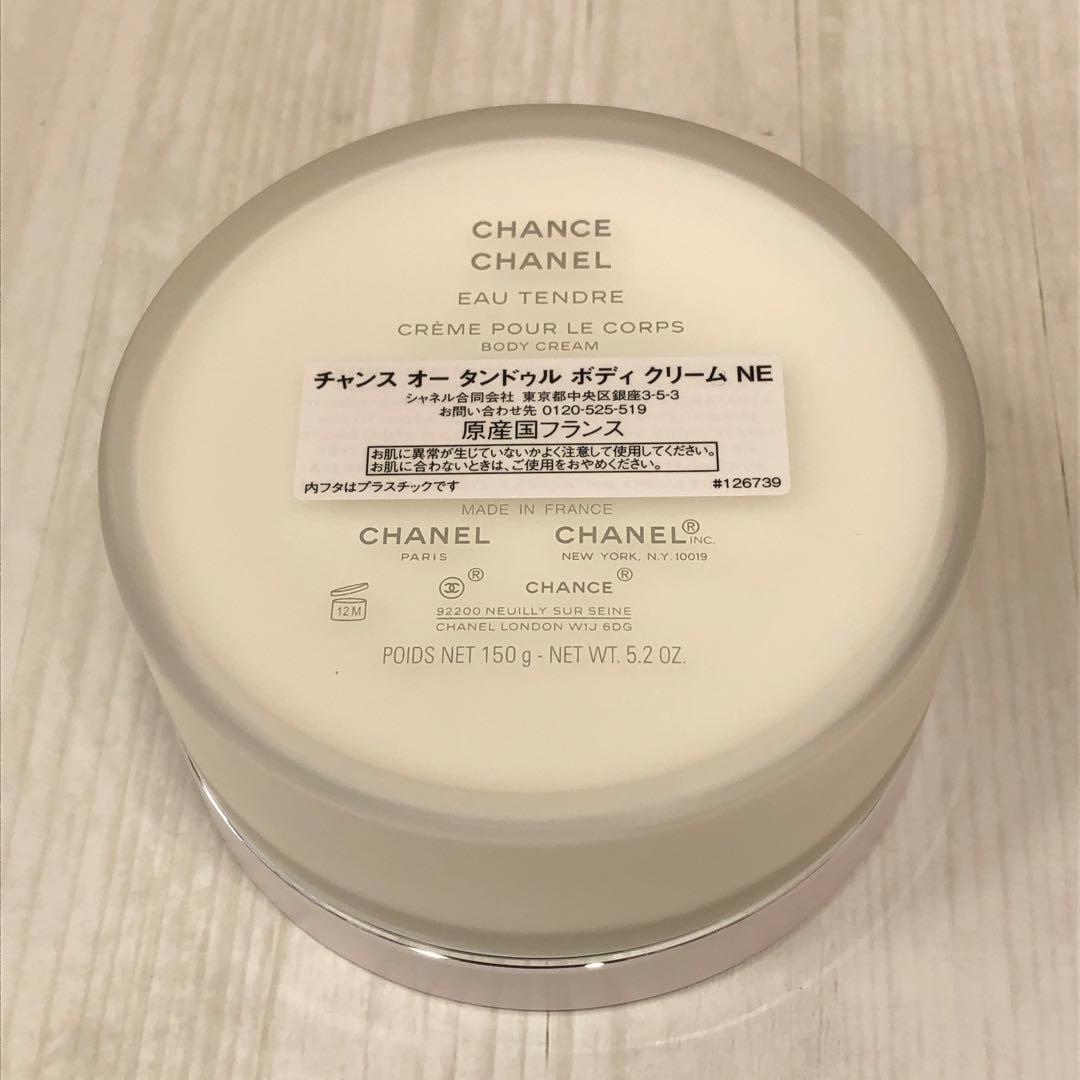 CHANCE
CHANEL
EAU TENDRE
CRÈME POUR LE CORPS
BODY CREAM
チャンス オー タンドゥル ボディ クリーム NE
シャネル合同会社 東京都中央区銀座3-5-3
お問い合わせ先 0120-525-519
原産国フランス
お肌に異常が生じていないかよく注意して使用してください。
お肌に合わないときは、ご使用をおやめください。
内フタはプラスチックです #126739
MADE IN FRANCE
CHANEL CHANEL® INC.
PARIS NEW YORK, N.Y. 10019
® CHANCE®
12 M
92200 NEUILLY SUR SEINE
CHANEL LONDON W1J 6DG
POIDS NET 150 g - NET WT. 5.2 OZ.